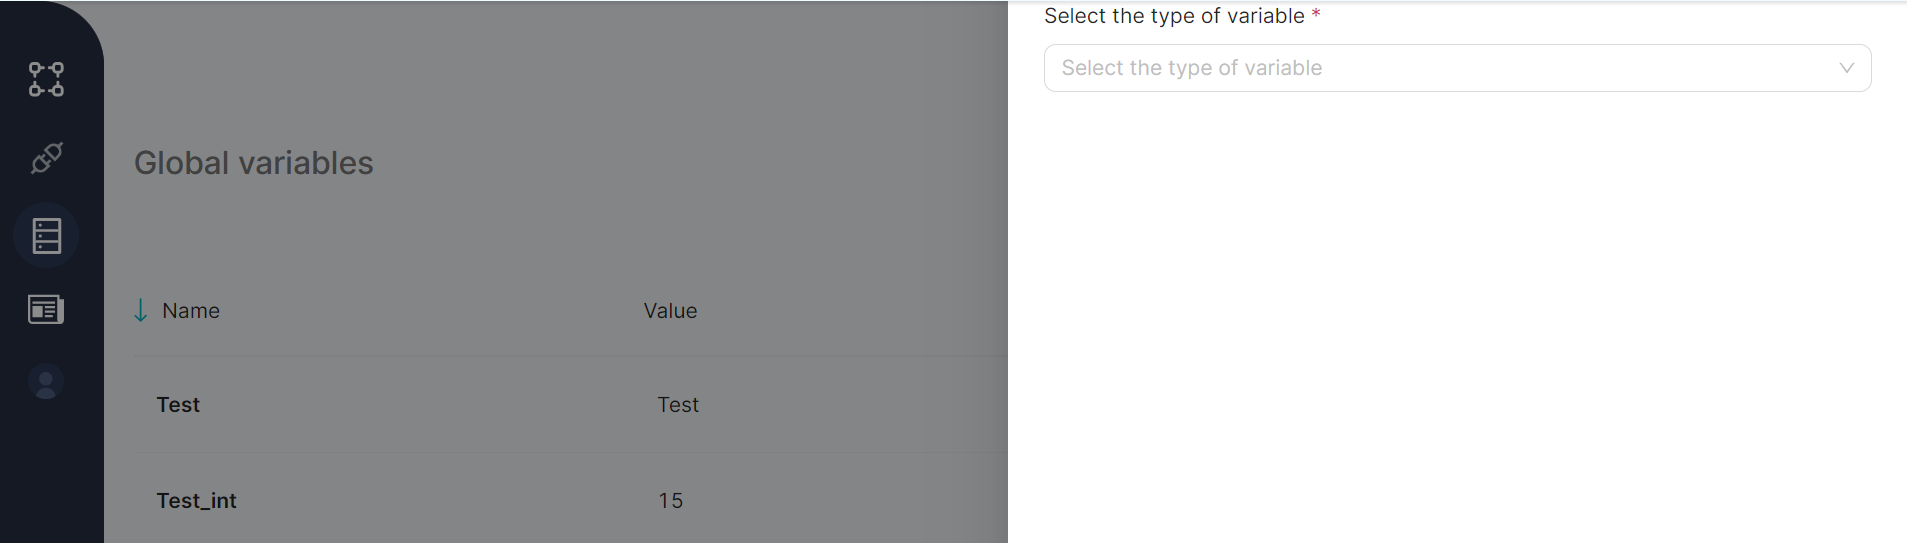 Select the type of variable *
Select the type of variable
Global variables
Name Value
Test Test
Test_int 15